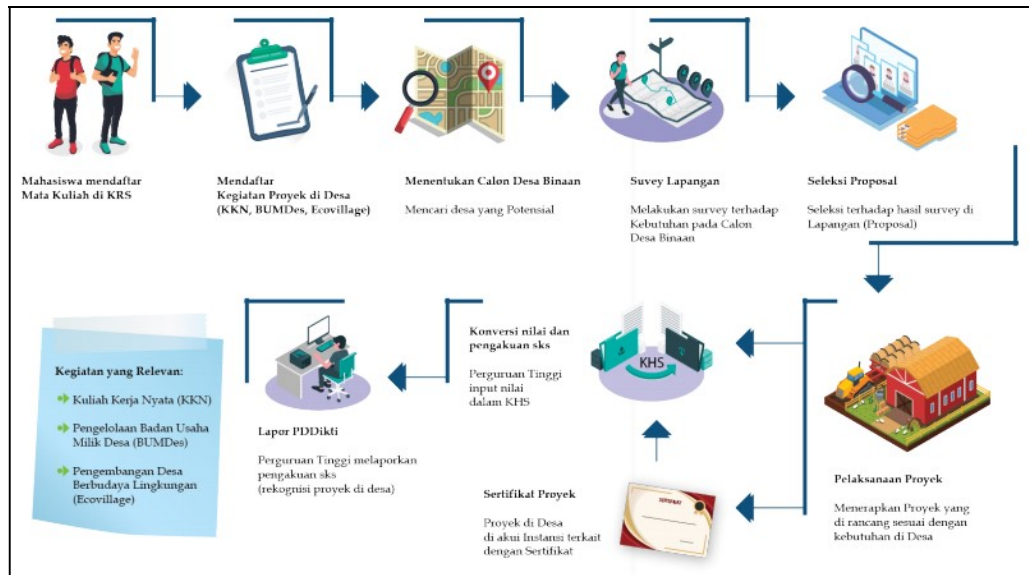 Mahasiswa mendaftar
Mata Kuliah di KRS
Mendaftar
Kegiatan Proyek di Desa
(KKN, BUMDes, Ecovillage)
Menentukan Calon Desa Binaan
Mencari desa yang Potensial
Suvey Lapangan
Melakukan survey terhadap
Kebutuhan pada Calon
Desa Binaan
Seleksi Proposal
Seleksi terhadap hasil survey di
Lapangan (Proposal)
Kegiatan yang Relevan:
Kuliah Kerja Nyata (KKN)
Pengelolaan Badan Usaha
Milik Desa (BUMDes)
Pengembangan Desa
Berbudaya Lingkungan
(Ecovillage)
Lapor PDDikti
Perguruan Tinggi melaporkan
pengakuan sks
(rekognisi proyek di desa)
Konversi nilai dan
pengakuan sks
Perguruan Tinggi
input nilai
dalam KHS
KHS
Sertifikat Proyek
Proyek di Desa
di akui Instansi terkait
dengan Sertifikat
SERTIFIKAT
Pelaksanaan Proyek
Menerapkan Proyek yang
di rancang sesuai dengan
kebutuhan di Desa